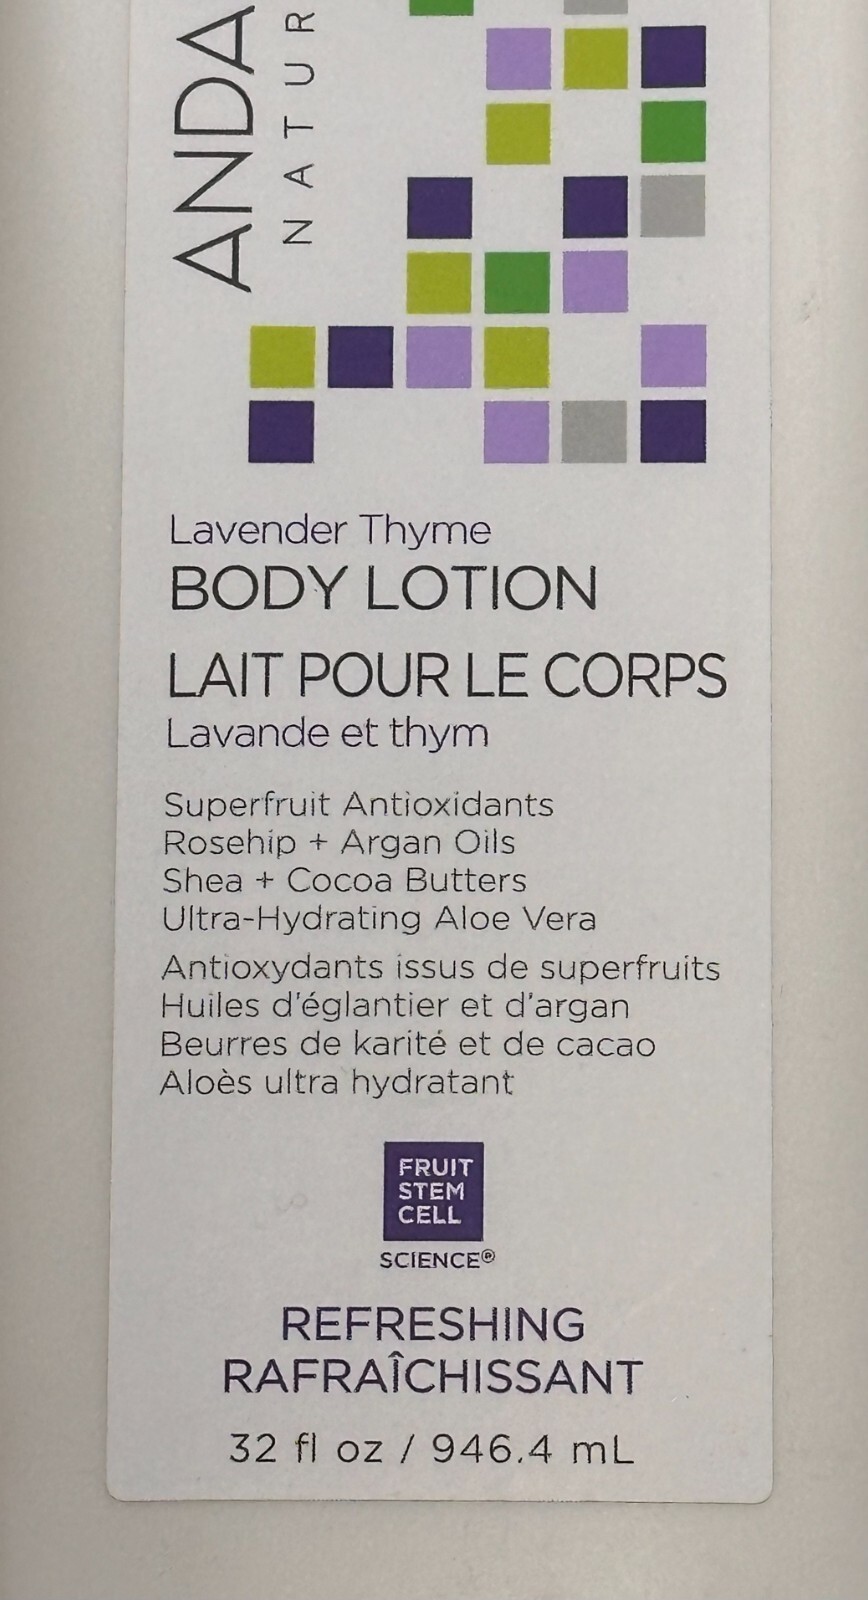 ANDA
NATUR
Lavender Thyme
BODY LOTION
LAIT POUR LE CORPS
Lavande et thym
Superfruit Antioxidants
Rosehip + Argan Oils
Shea + Cocoa Butters
Ultra-Hydrating Aloe Vera
Antioxydants issus de superfruits
Huiles d'églantier et d'argan
Beurres de karité et de cacao
Aloès ultra hydratant
FRUIT
STEM
CELL
SCIENCE®
REFRESHING
RAFRAÎCHISSANT
32 fl oz / 946.4 mL